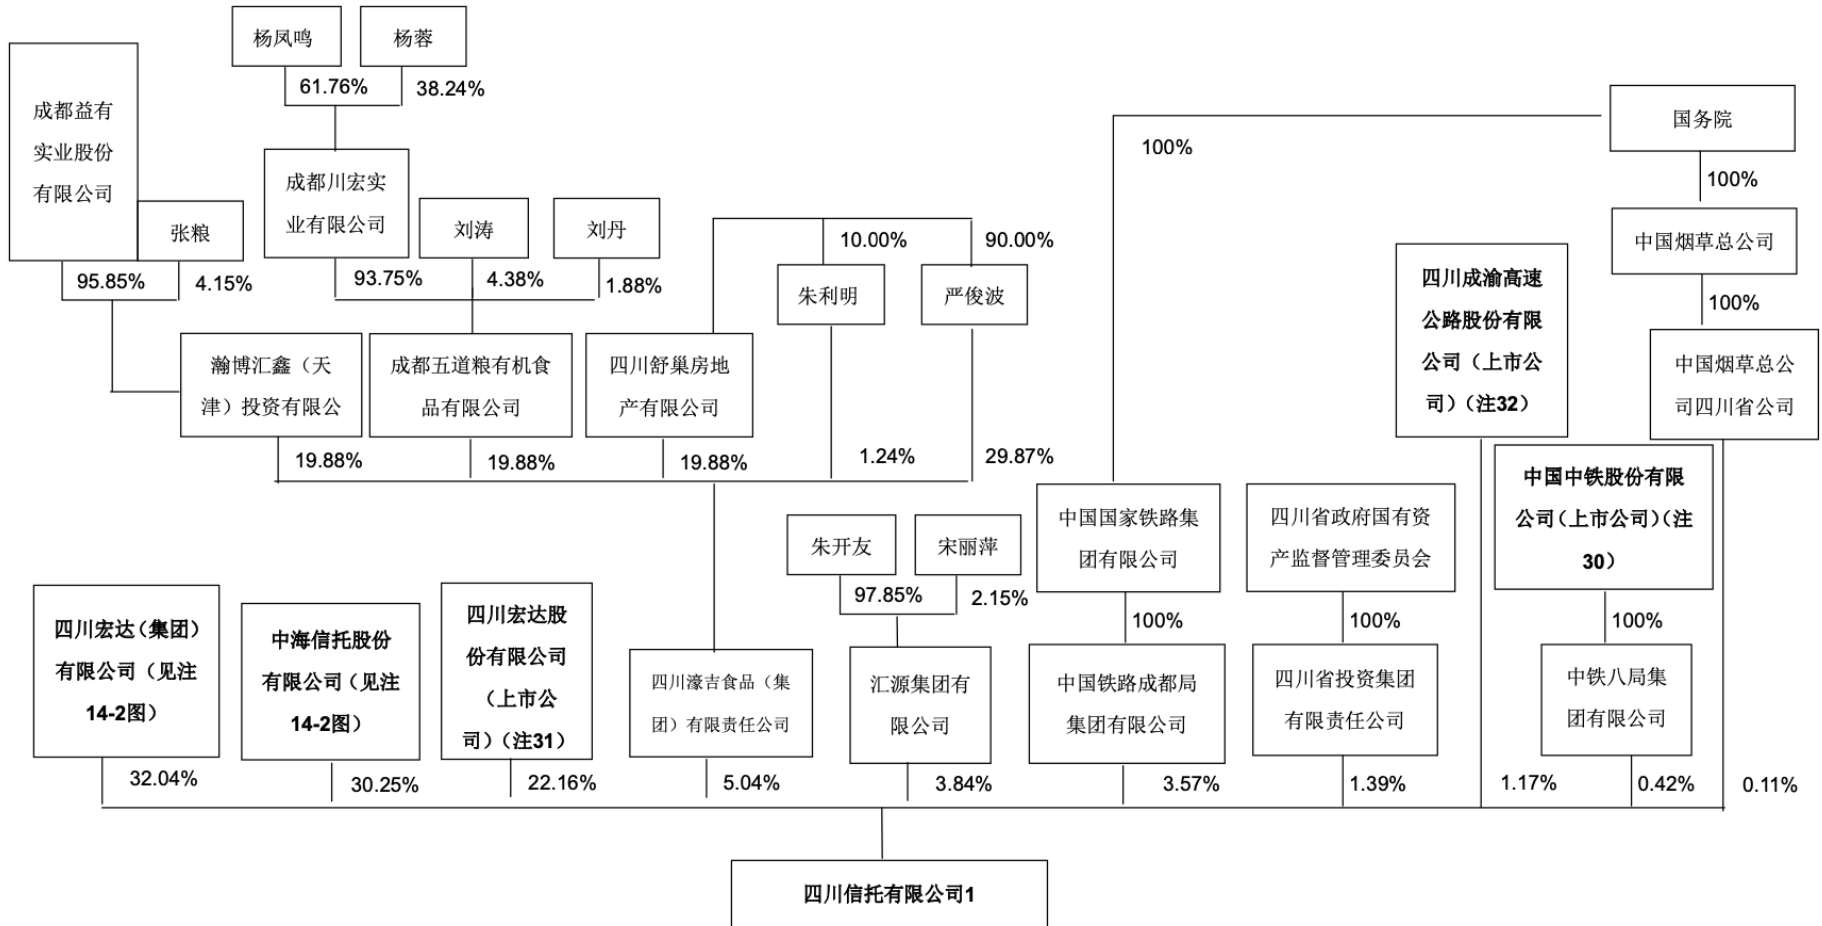 杨凤鸣
杨蓉
61.76%
38.24%
成都益有
实业股份
有限公司
张粮
成都川宏实
业有限公司
刘涛
刘丹
10.00%
90.00%
100%
国务院
100%
中国烟草总公司
95.85%
4.15%
93.75%
4.38%
1.88%
朱利明
严俊波
四川成渝高速
公路股份有限
公司（上市公
司）（注32）
100%
中国烟草总公
司四川省公司
瀚博汇鑫（天
津）投资有限公
成都五道粮有机食
品有限公司
四川舒巢房地
产有限公司
19.88%
19.88%
19.88%
1.24%
29.87%
中国中铁股份有限
公司（上市公司）（注
30）
朱开友
宋丽萍
中国国家铁路集
团有限公司
四川省政府国有资
产监督管理委员会
97.85%
2.15%
100%
100%
100%
四川宏达（集团）
有限公司（见注
14-2图）
中海信托股份
有限公司（见注
14-2图）
四川宏达股
份有限公司
（上市公
司）（注31）
四川濠吉食品（集
团）有限责任公司
汇源集团有
限公司
中国铁路成都局
集团有限公司
四川省投资集团
有限责任公司
中铁八局集
团有限公司
32.04%
30.25%
22.16%
5.04%
3.84%
3.57%
1.39%
1.17%
0.42%
0.11%
四川信托有限公司1